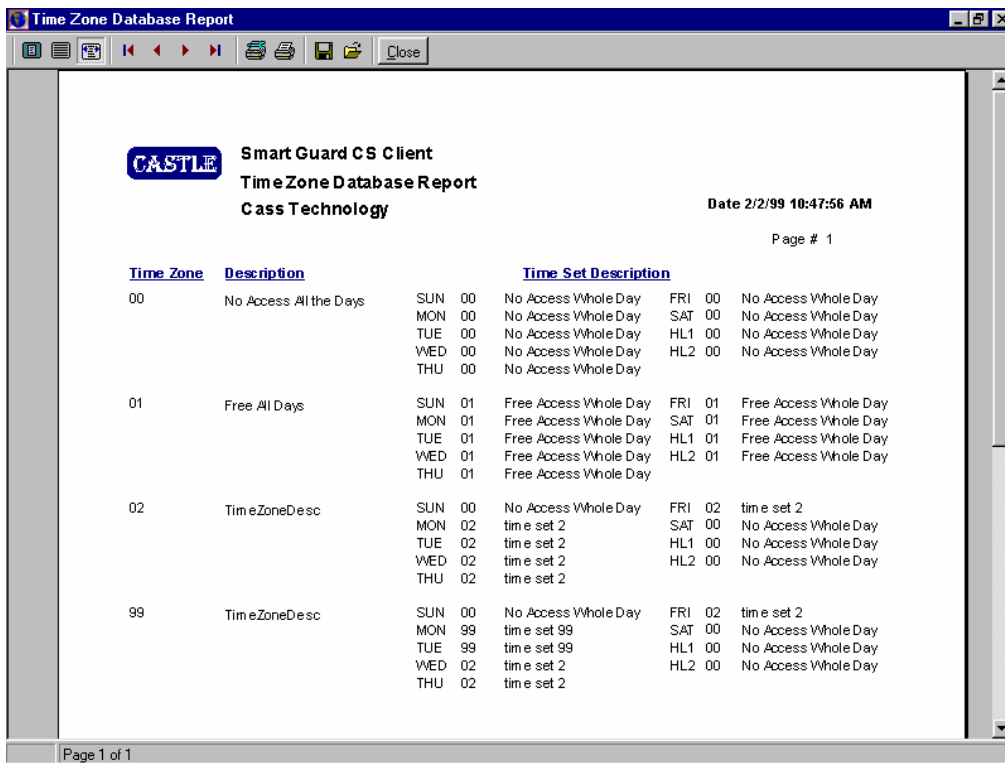 Time Zone Database Report
Close
CASTLE
Smart Guard CS Client
Time Zone Database Report
Cass Technology
Date 2/2/99 10:47:56 AM
Page # 1
Time Zone Description Time Set Description
00 No Access All the Days SUN 00 No Access Whole Day FRI 00 No Access Whole Day
MON 00 No Access Whole Day SAT 00 No Access Whole Day
TUE 00 No Access Whole Day HL1 00 No Access Whole Day
WED 00 No Access Whole Day HL2 00 No Access Whole Day
THU 00 No Access Whole Day
01 Free All Days SUN 01 Free Access Whole Day FRI 01 Free Access Whole Day
MON 01 Free Access Whole Day SAT 01 Free Access Whole Day
TUE 01 Free Access Whole Day HL1 01 Free Access Whole Day
WED 01 Free Access Whole Day HL2 01 Free Access Whole Day
THU 01 Free Access Whole Day
02 TimeZoneDesc SUN 00 No Access Whole Day FRI 02 time set 2
MON 02 time set 2 SAT 00 No Access Whole Day
TUE 02 time set 2 HL1 00 No Access Whole Day
WED 02 time set 2 HL2 00 No Access Whole Day
THU 02 time set 2
99 TimeZoneDesc SUN 00 No Access Whole Day FRI 02 time set 2
MON 99 time set 99 SAT 00 No Access Whole Day
TUE 99 time set 99 HL1 00 No Access Whole Day
WED 02 time set 2 HL2 00 No Access Whole Day
THU 02 time set 2
Page 1 of 1